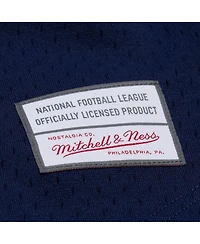 NATIONAL FOOTBALL LEAGUE
OFFICIALLY LICENSED PRODUCT
NOSTALGIA CO.
Mitchell & Ness
PHILADELPHIA, PA.